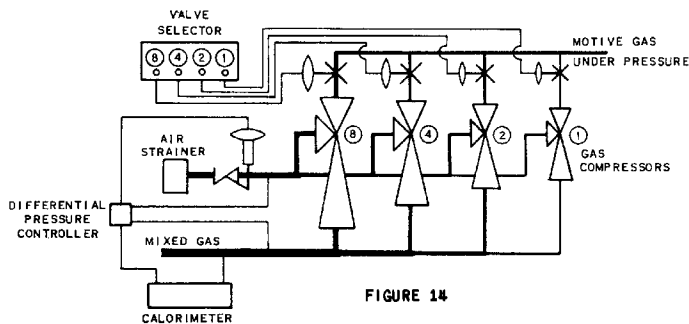 VALVE
SELECTOR
8 4 2 1
MOTIVE GAS
UNDER PRESSURE
AIR
STRAINER
8 4 2 1
GAS
COMPRESSORS
DIFFERENTIAL
PRESSURE
CONTROLLER
MIXED GAS
CALORIMETER
FIGURE 14